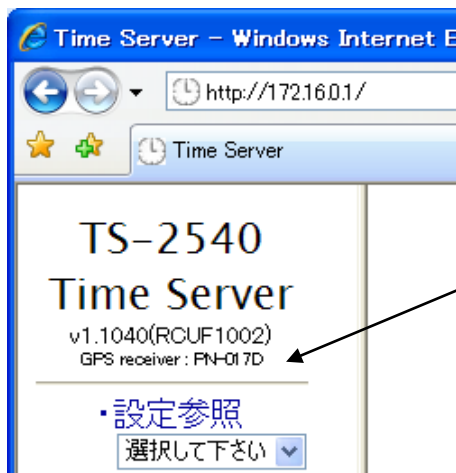 Time Server - Windows Internet E
http://172.16.0.1/
Time Server
TS-2540
Time Server
v1.1040(RCUF1002)
GPS receiver : PN-017D
・設定参照
選択して下さい